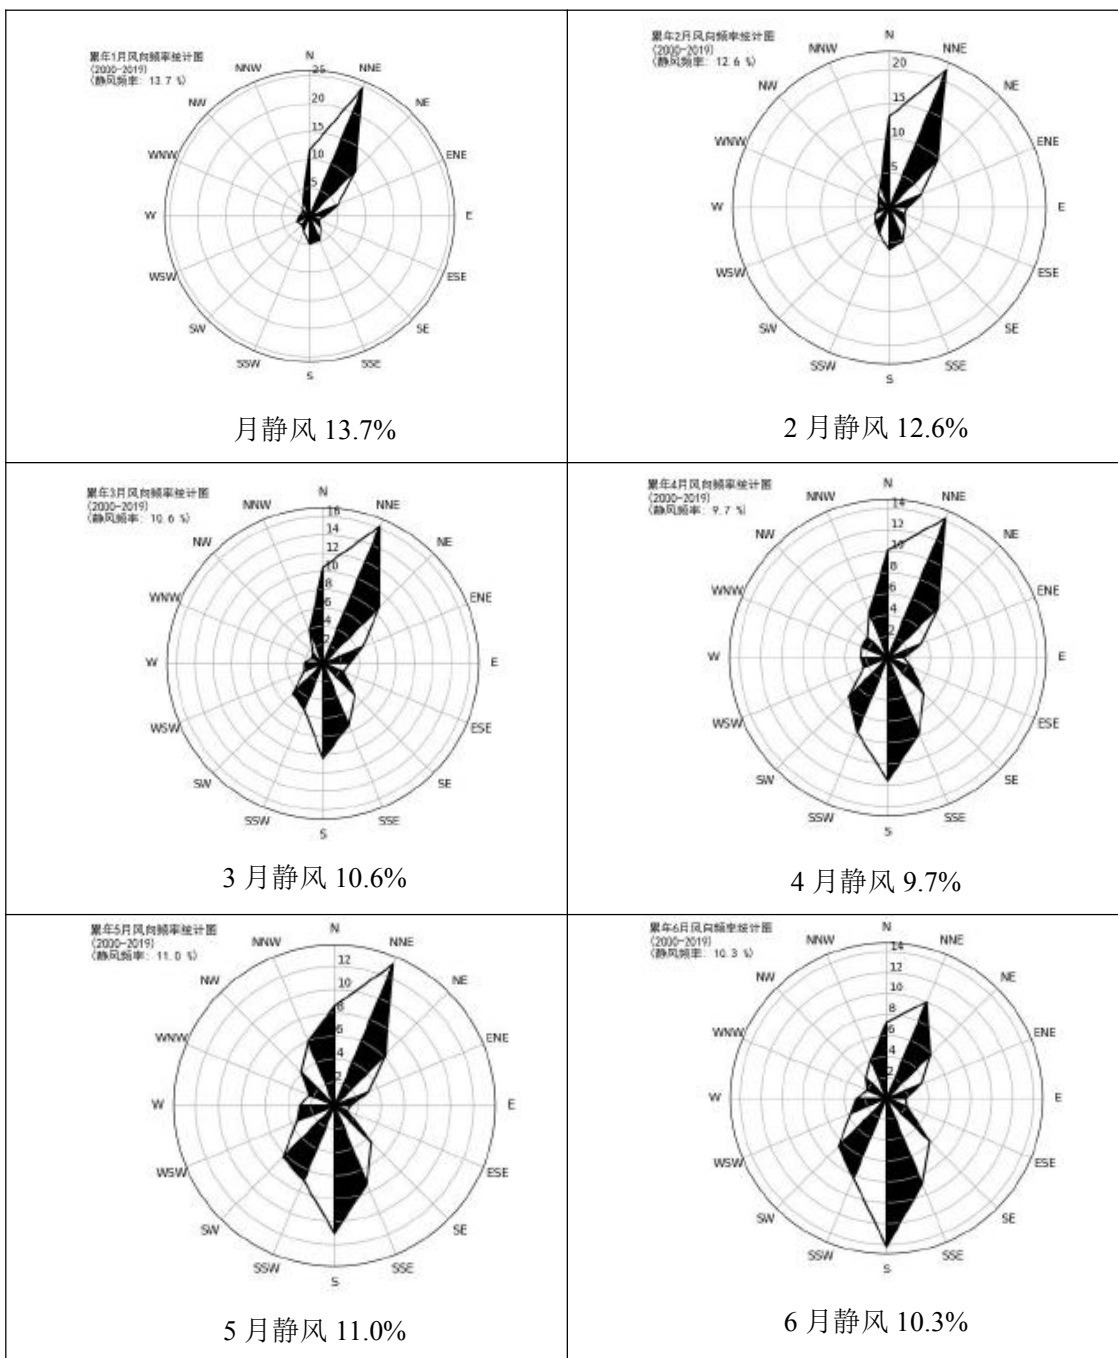 累年1月风向频率统计图
(2000-2019)
(静风频率: 13.7 %)
N
NNE
NE
ENE
E
ESE
SE
SSE
S
SSW
SW
WSW
W
WNW
NW
NNW
25
20
15
10
5
月静风 13.7%
累年2月风向频率统计图
(2000-2019)
(静风频率: 12.6 %)
N
NNE
NE
ENE
E
ESE
SE
SSE
S
SSW
SW
WSW
W
WNW
NW
NNW
20
15
10
5
2 月静风 12.6%
累年3月风向频率统计图
(2000-2019)
(静风频率: 10.6 %)
N
NNE
NE
ENE
E
ESE
SE
SSE
S
SSW
SW
WSW
W
WNW
NW
NNW
16
14
12
10
8
6
4
2
3 月静风 10.6%
累年4月风向频率统计图
(2000-2019)
(静风频率: 9.7 %)
N
NNE
NE
ENE
E
ESE
SE
SSE
S
SSW
SW
WSW
W
WNW
NW
NNW
14
12
10
8
6
4
2
4 月静风 9.7%
累年5月风向频率统计图
(2000-2019)
(静风频率: 11.0 %)
N
NNE
NE
ENE
E
ESE
SE
SSE
S
SSW
SW
WSW
W
WNW
NW
NNW
12
10
8
6
4
2
5 月静风 11.0%
累年6月风向频率统计图
(2000-2019)
(静风频率: 10.3 %)
N
NNE
NE
ENE
E
ESE
SE
SSE
S
SSW
SW
WSW
W
WNW
NW
NNW
14
12
10
8
6
4
2
6 月静风 10.3%